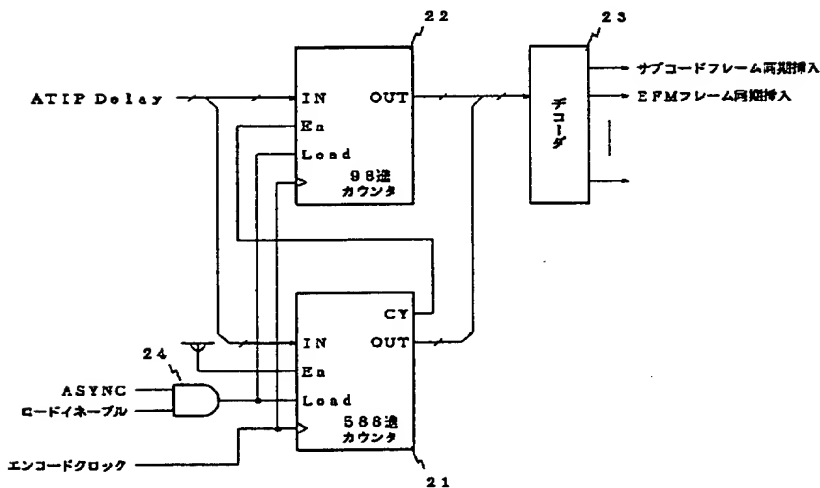 22
23
サブコードフレーム同期挿入
ATIP Delay
IN
OUT
EFMフレーム同期挿入
En
Load
デコーダ
98進
カウンタ
CY
IN
OUT
24
En
ASYNC
Load
ロードイネーブル
588進
カウンタ
エンコードクロック
21